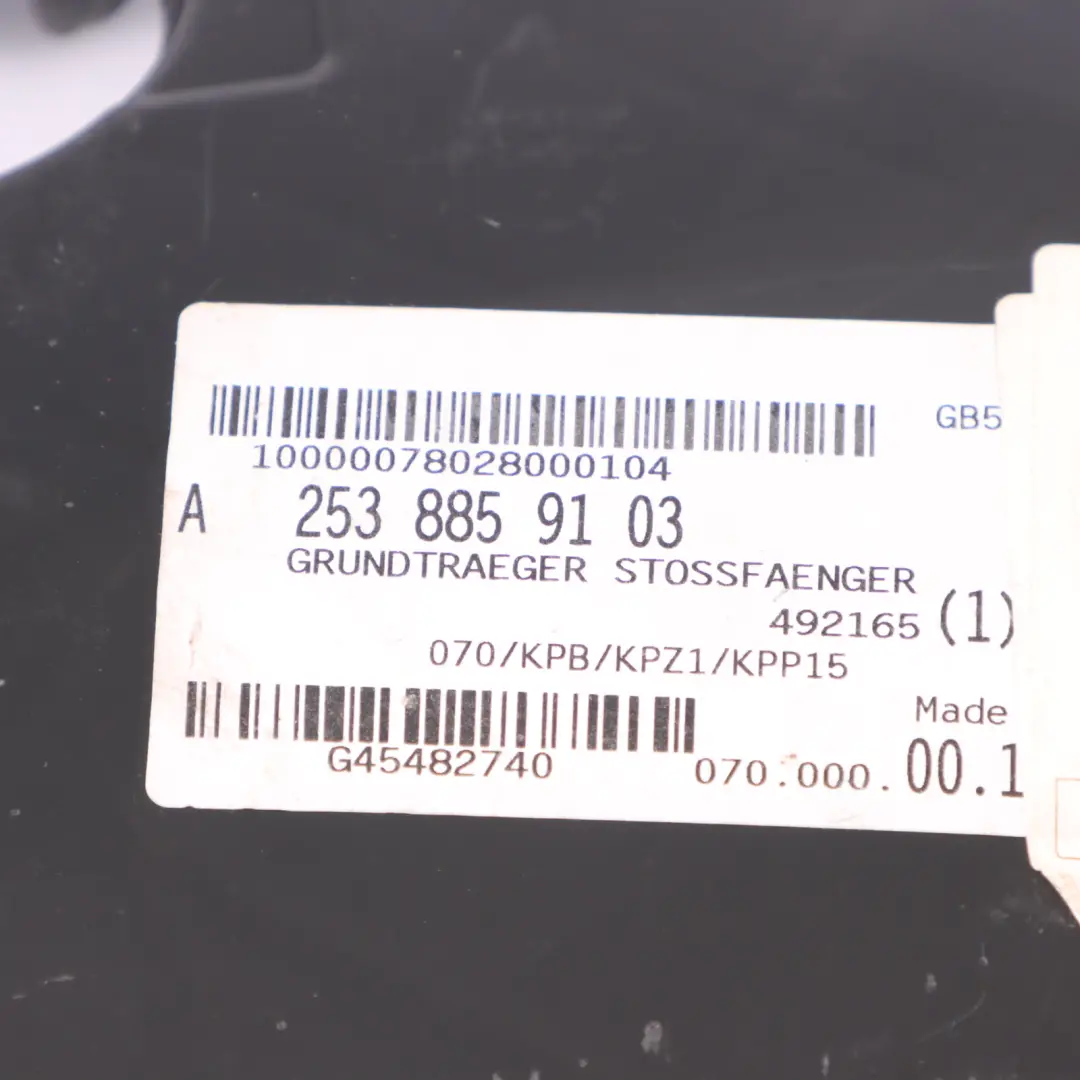 GB5
10000078028000104
A 253 885 91 03
GRUNDTRAEGER STOSSFAENGER
492165 (1)
070/KPB/KPZ1/KPP15
Made
G45482740 070.000.00.1